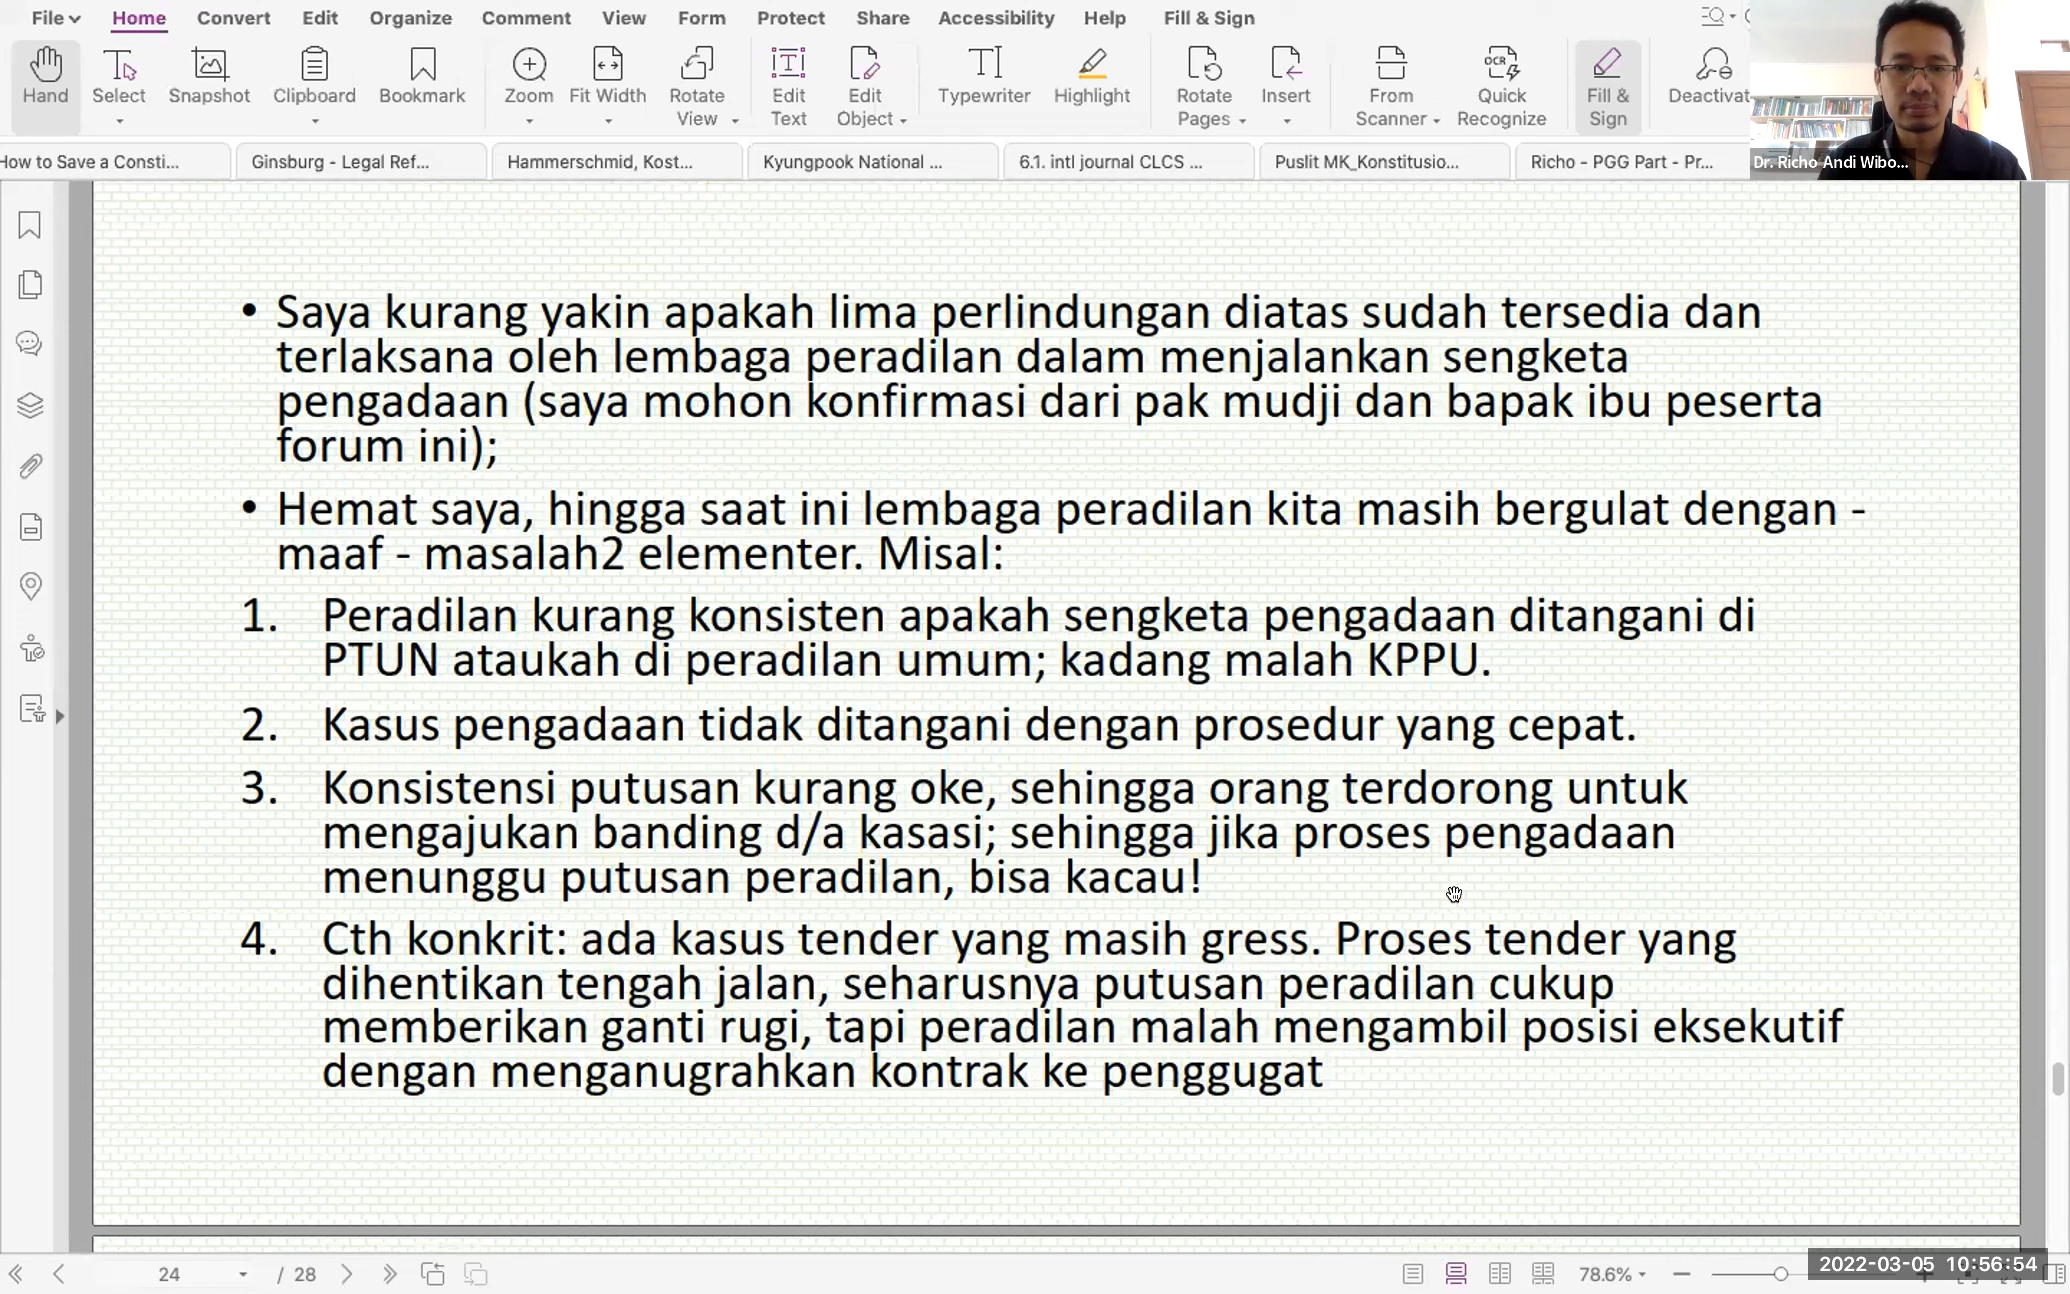 File Home Convert Edit Organize Comment View Form Protect Share Accessibility Help Fill & Sign
Hand Select Snapshot Clipboard Bookmark Zoom Fit Width Rotate View Edit Text Edit Object Typewriter Highlight Rotate Pages Insert From Scanner Quick Recognize Fill & Sign Deactivat
How to Save a Consti... Ginsburg - Legal Ref... Hammerschmid, Kost... Kyungpook National ... 6.1. intl journal CLCS ... Puslit MK_Konstitusio... Richo - PGG Part - Pr...
Dr. Richo Andi Wibo...
• Saya kurang yakin apakah lima perlindungan diatas sudah tersedia dan
terlaksana oleh lembaga peradilan dalam menjalankan sengketa
pengadaan (saya mohon konfirmasi dari pak mudji dan bapak ibu peserta
forum ini);
• Hemat saya, hingga saat ini lembaga peradilan kita masih bergulat dengan -
maaf - masalah2 elementer. Misal:
1. Peradilan kurang konsisten apakah sengketa pengadaan ditangani di
PTUN ataukah di peradilan umum; kadang malah KPPU.
2. Kasus pengadaan tidak ditangani dengan prosedur yang cepat.
3. Konsistensi putusan kurang oke, sehingga orang terdorong untuk
mengajukan banding d/a kasasi; sehingga jika proses pengadaan
menunggu putusan peradilan, bisa kacau!
4. Cth konkrit: ada kasus tender yang masih gress. Proses tender yang
dihentikan tengah jalan, seharusnya putusan peradilan cukup
memberikan ganti rugi, tapi peradilan malah mengambil posisi eksekutif
dengan menganugrahkan kontrak ke penggugat
24 / 28 78.6%
2022-03-05 10:56:54